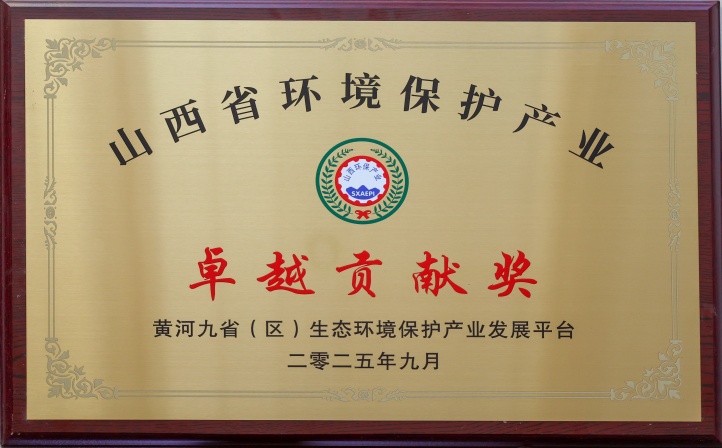 山西省环境保护产业
山西环保产业
SXAEPI
卓越贡献奖
黄河九省（区）生态环境保护产业发展平台
二零二五年九月